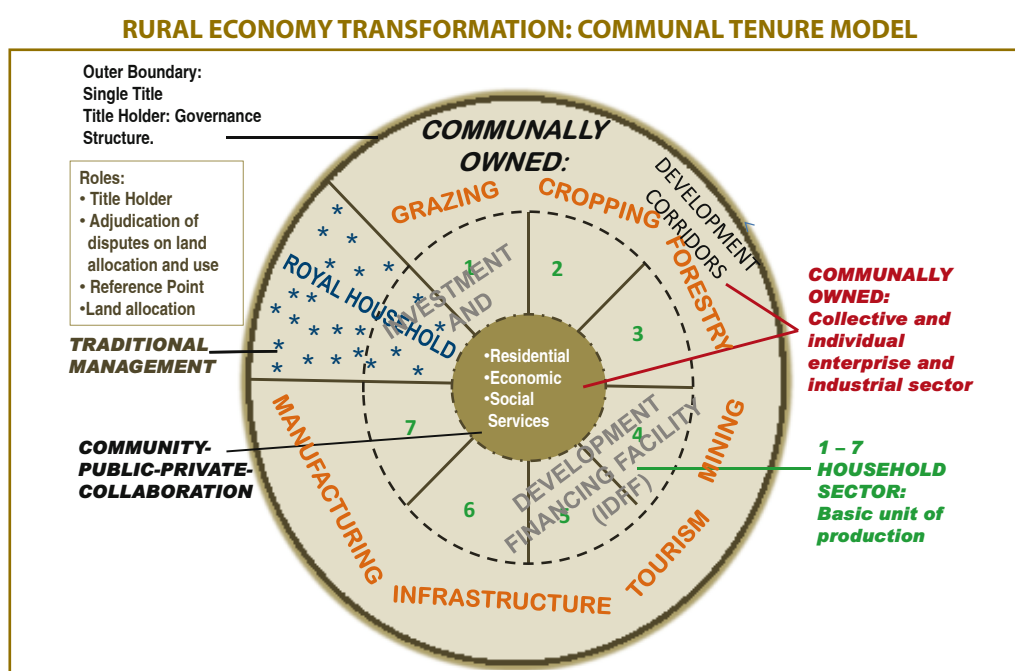 RURAL ECONOMY TRANSFORMATION: COMMUNAL TENURE MODEL
Outer Boundary:
Single Title
Title Holder: Governance
Structure.
Roles:
• Title Holder
• Adjudication of
disputes on land
allocation and use
• Reference Point
•Land allocation
TRADITIONAL
MANAGEMENT
COMMUNITY-
PUBLIC-PRIVATE-
COLLABORATION
COMMUNALLY
OWNED:
GRAZING
CROPPING
FORESTRY
MINING
TOURISM
INFRASTRUCTURE
MANUFACTURING
DEVELOPMENT
CORRIDORS
ROYAL HOUSEHOLD
INVESTMENT
AND
DEVELOPMENT
FINANCING FACILITY
(IDFF)
1
2
3
4
5
6
7
•Residential
•Economic
•Social
Services
COMMUNALLY
OWNED:
Collective and
individual
enterprise and
industrial sector
1 – 7
HOUSEHOLD
SECTOR:
Basic unit of
production